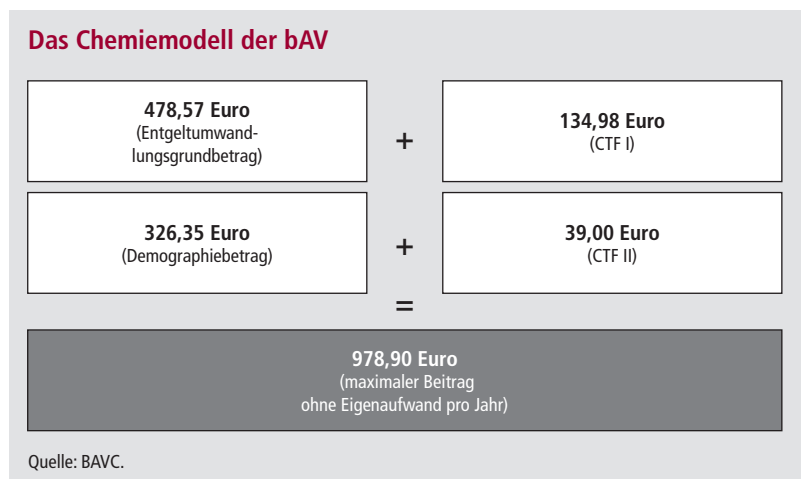 Das Chemiemodell der bAV
478,57 Euro
(Entgeltumwand-
lungsgrundbetrag)
+
134,98 Euro
(CTF I)
326,35 Euro
(Demographiebetrag)
+
39,00 Euro
(CTF II)
=
978,90 Euro
(maximaler Beitrag
ohne Eigenaufwand pro Jahr)
Quelle: BAVC.